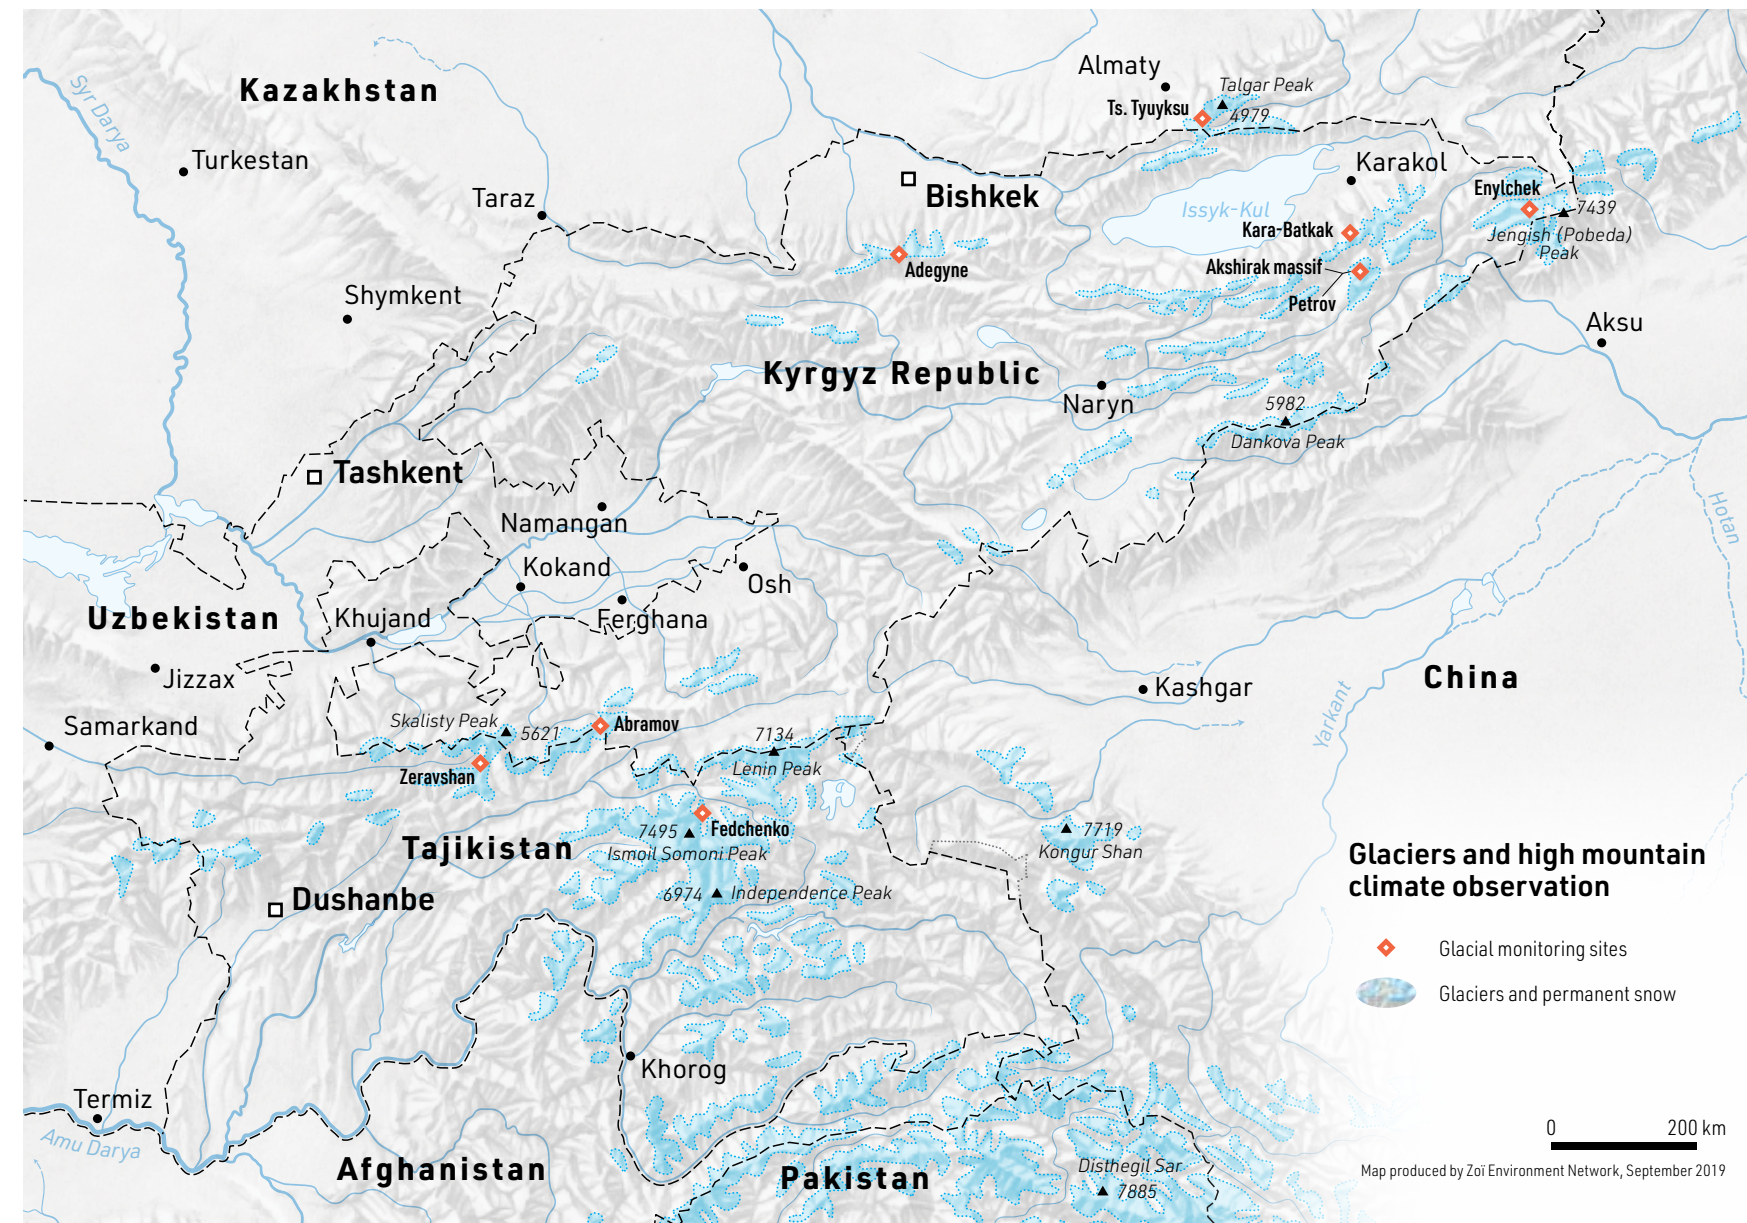 Kazakhstan
Syr Darya
Turkestan
Taraz
Shymkent
Almaty
Talgar Peak
4979
Ts. Tyuyksu
Bishkek
Karakol
Issyk-Kul
Enylchek
7439
Jengish (Pobeda)
Peak
Kara-Batkak
Akshirak massif
Petrov
Adegyne
Aksu
Kyrgyz Republic
Naryn
5982
Dankova Peak
Tashkent
Namangan
Kokand
Osh
Ferghana
Khujand
Uzbekistan
Jizzax
Samarkand
Hotan
China
Kashgar
Yarkant
Skalisty Peak
5621
Abramov
Zeravshan
7134
Lenin Peak
Tajikistan
7495
Fedchenko
Ismoil Somoni Peak
6974
Independence Peak
7719
Kongur Shan
Dushanbe
Khorog
Termiz
Amu Darya
Afghanistan
Pakistan
Disthegil Sar
7885
Glaciers and high mountain
climate observation
Glacial monitoring sites
Glaciers and permanent snow
0 200 km
Map produced by Zoï Environment Network, September 2019